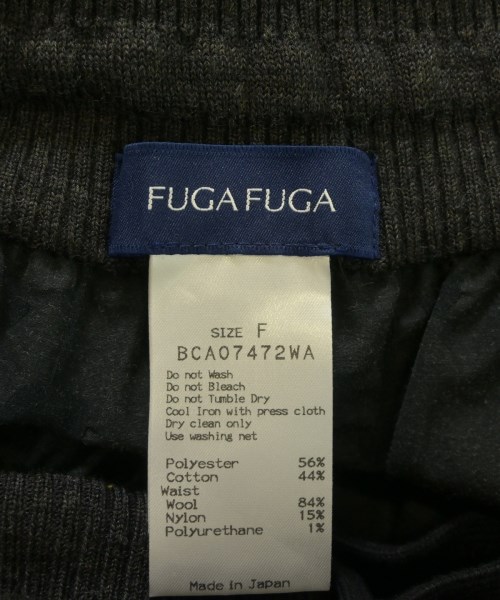 FUGA FUGA
SIZE F
BCA07472WA
Do not Wash
Do not Bleach
Do not Tumble Dry
Cool Iron with press cloth
Dry clean only
Use washing net
Polyester 56%
Cotton 44%
Waist
Wool 84%
Nylon 15%
Polyurethane 1%
Made in Japan